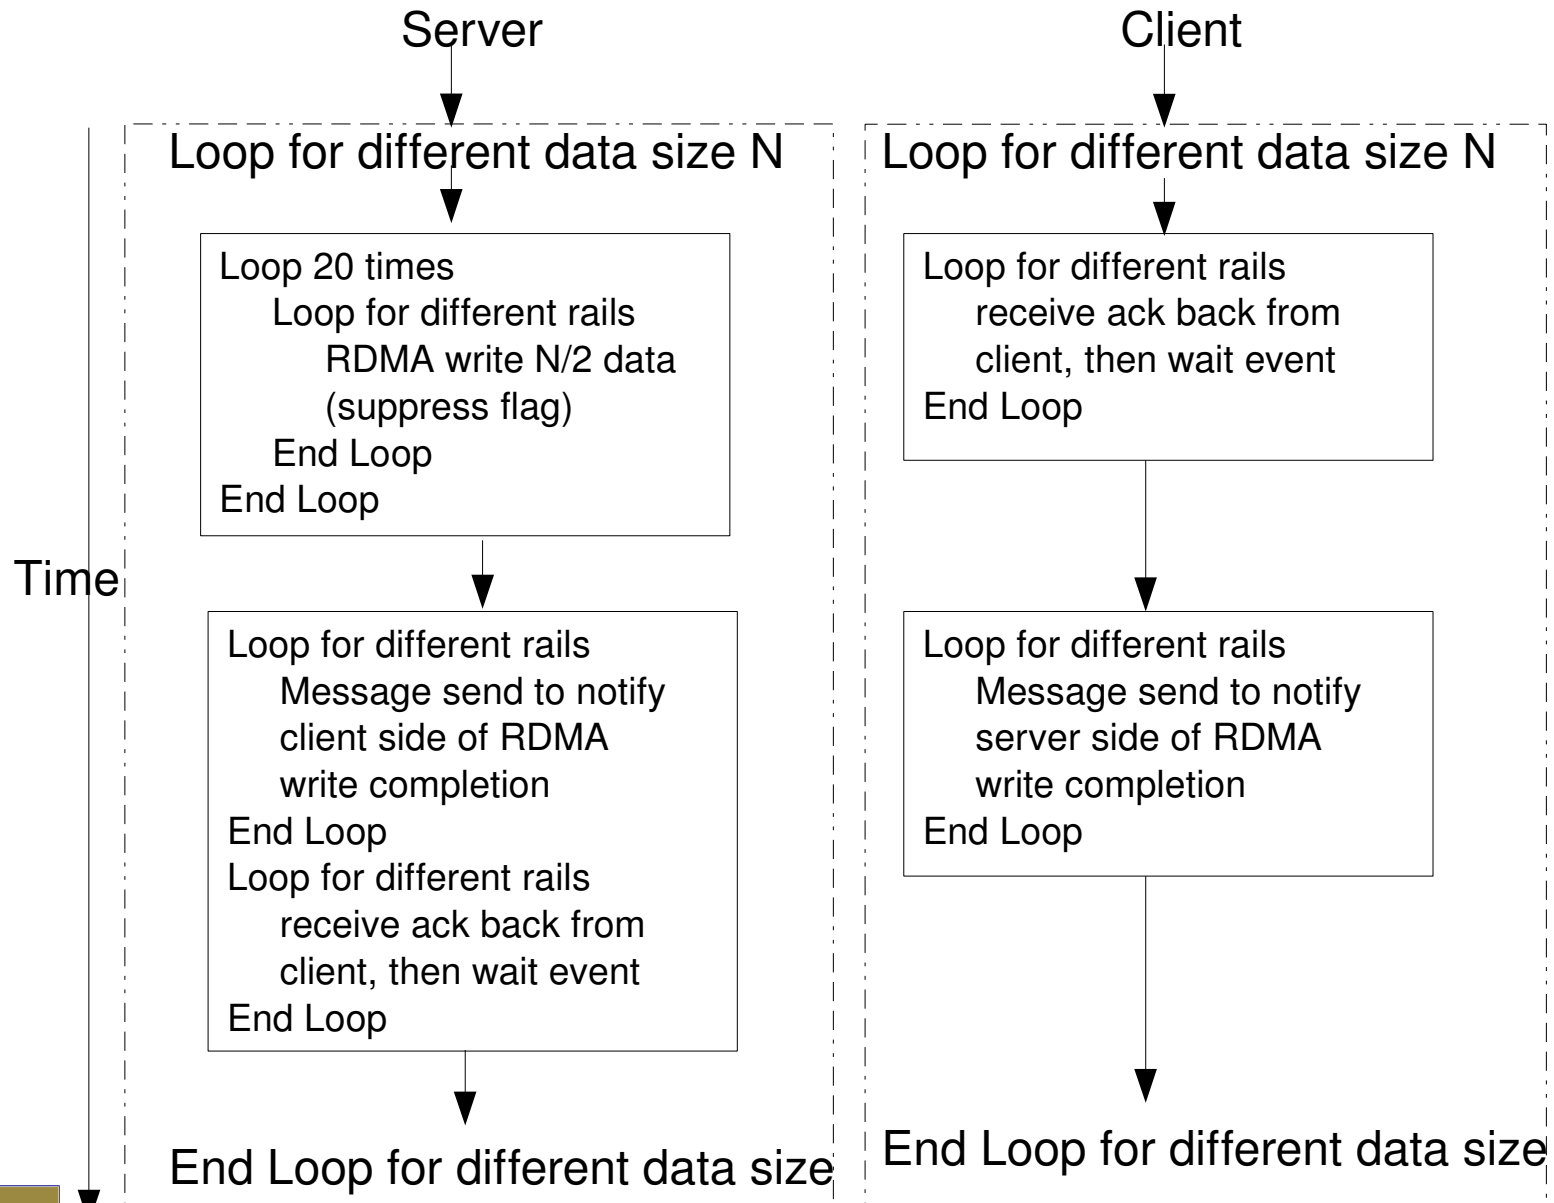 Server
Loop for different data size N
Loop 20 times
Loop for different rails
RDMA write N/2 data
(suppress flag)
End Loop
End Loop
Time
Loop for different rails
Message send to notify
client side of RDMA
write completion
End Loop
Loop for different rails
receive ack back from
client, then wait event
End Loop
End Loop for different data size
Client
Loop for different data size N
Loop for different rails
receive ack back from
client, then wait event
End Loop
Loop for different rails
Message send to notify
server side of RDMA
write completion
End Loop
End Loop for different data size